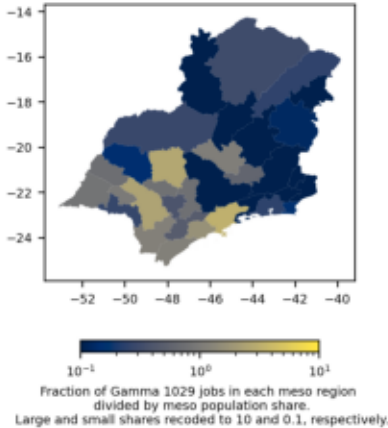 −14
−16
−18
−20
−22
−24
−52 −50 −48 −46 −44 −42 −40
10⁻¹ 10⁰ 10¹
Fraction of Gamma 1029 jobs in each meso region
divided by meso population share.
Large and small shares recoded to 10 and 0.1, respectively.